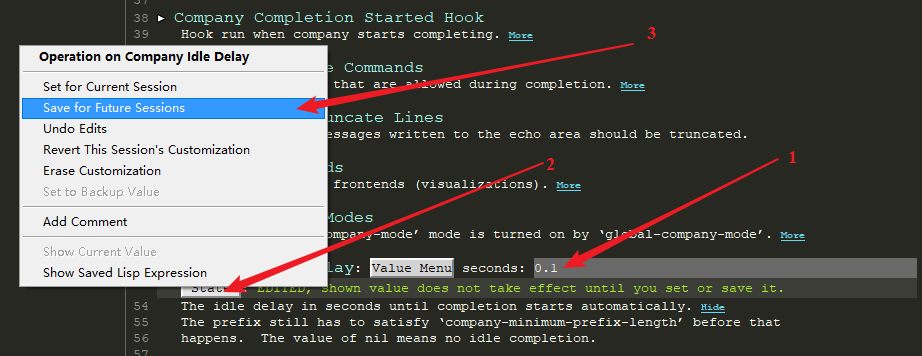 37
38 ▶ Company Completion Started Hook
39 Hook run when company starts completing. More
3
Operation on Company Idle Delay
Commands
Set for Current Session
that are allowed during completion. More
Save for Future Sessions
Truncate Lines
Undo Edits
messages written to the echo area should be truncated.
Revert This Session's Customization
2
1
Erase Customization
frontends (visualizations). More
Set to Backup Value
Modes
Add Comment
‘company-mode’ mode is turned on by ‘global-company-mode’. More
Show Current Value
Value Menu seconds: 0.1
Show Saved Lisp Expression
State : EDITED, shown value does not take effect until you set or save it.
54 The idle delay in seconds until completion starts automatically. Hide
55 The prefix still has to satisfy ‘company-minimum-prefix-length’ before that
56 happens. The value of nil means no idle completion.
57